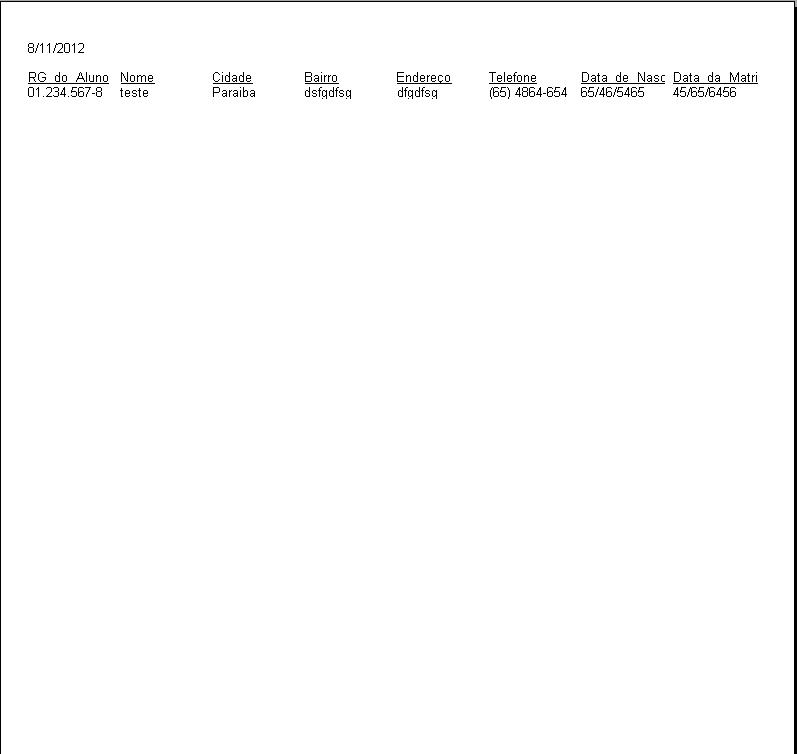 8/11/2012
RG do Aluno Nome Cidade Bairro Endereço Telefone Data de Nasc Data da Matri
01.234.567-8 teste Paraiba dsfgdfsg dfgdfsg (65) 4864-654 65/46/5465 45/65/6456